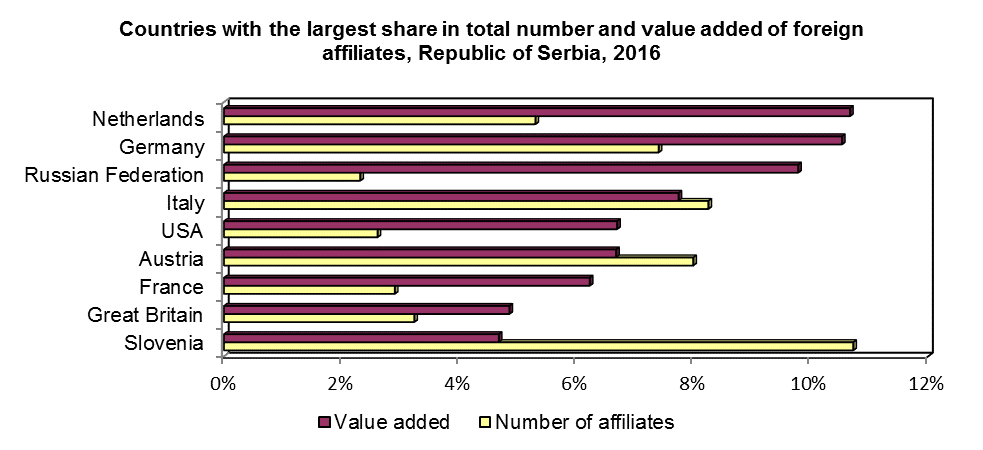 Countries with the largest share in total number and value added of foreign
affiliates, Republic of Serbia, 2016
Netherlands
Germany
Russian Federation
Italy
USA
Austria
France
Great Britain
Slovenia
0% 2% 4% 6% 8% 10% 12%
Value added Number of affiliates